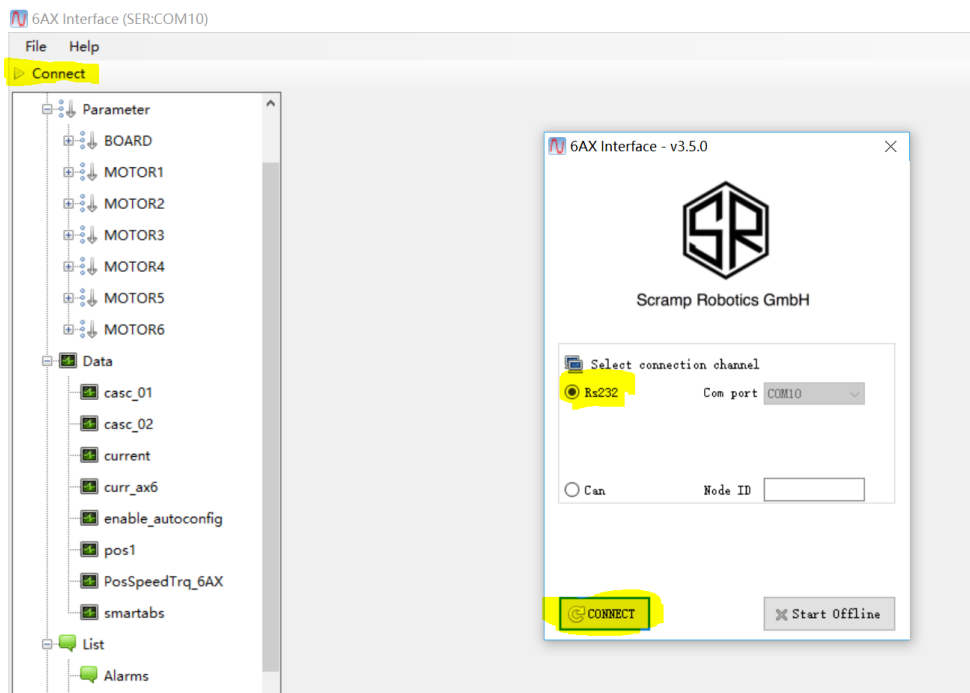 6AX Interface (SER:COM10)
File Help
Connect
Parameter
BOARD
MOTOR1
MOTOR2
MOTOR3
MOTOR4
MOTOR5
MOTOR6
Data
casc_01
casc_02
current
curr_ax6
enable_autoconfig
pos1
PosSpeedTrq_6AX
smartabs
List
Alarms
6AX Interface - v3.5.0
SR
Scramp Robotics GmbH
Select connection channel
Rs232 Com port COM10
Can Node ID
CONNECT Start Offline